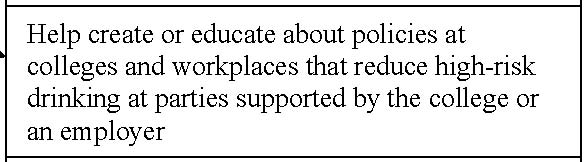 Help create or educate about policies at
colleges and workplaces that reduce high-risk
drinking at parties supported by the college or
an employer